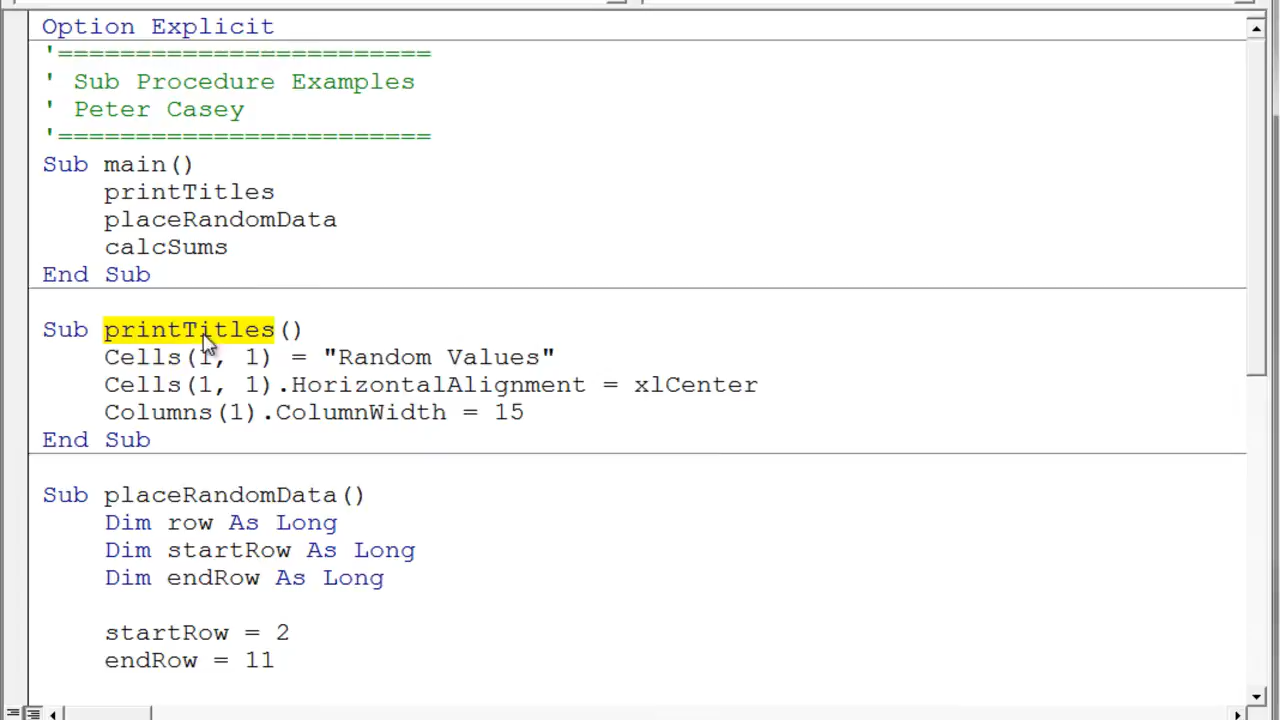 Option Explicit
'========================
' Sub Procedure Examples
' Peter Casey
'========================
Sub main()
    printTitles
    placeRandomData
    calcSums
End Sub
Sub printTitles()
    Cells(1, 1) = "Random Values"
    Cells(1, 1).HorizontalAlignment = xlCenter
    Columns(1).ColumnWidth = 15
End Sub
Sub placeRandomData()
    Dim row As Long
    Dim startRow As Long
    Dim endRow As Long
    startRow = 2
    endRow = 11